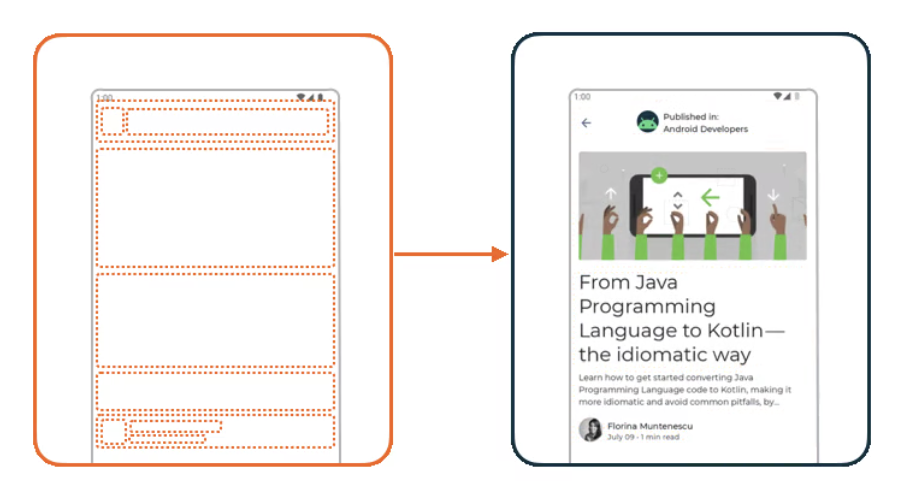 1:00
1:00
Published in:
Android Developers
From Java
Programming
Language to Kotlin—
the idiomatic way
Learn how to get started converting Java
Programming Language code to Kotlin, making it
more idiomatic and avoid common pitfalls, by...
Florina Muntenescu
July 09 • 1 min read